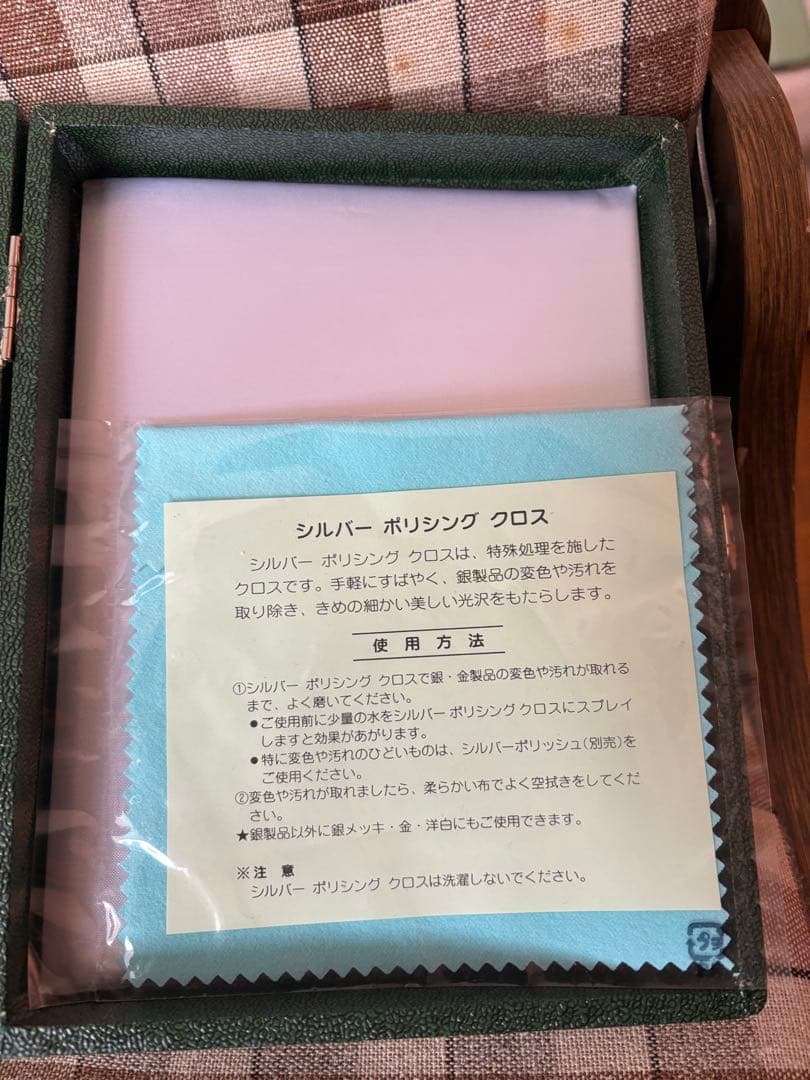 シルバー ポリシング クロス
シルバー ポリシング クロスは、特殊処理を施した
クロスです。手軽にすばやく、銀製品の変色や汚れを
取り除き、きめの細かい美しい光沢をもたらします。
使用方法
①シルバー ポリシング クロスで銀・金製品の変色や汚れが取れる
まで、よく磨いてください。
●ご使用前に少量の水をシルバー ポリシング クロスにスプレイ
しますと効果があがります。
●特に変色や汚れのひどいものは、シルバーポリッシュ(別売)を
ご使用ください。
②変色や汚れが取れましたら、柔らかい布でよく空拭きをしてくだ
さい。
★銀製品以外に銀メッキ・金・洋白にもご使用できます。
※注 意
シルバー ポリシング クロスは洗濯しないでください。
プラ